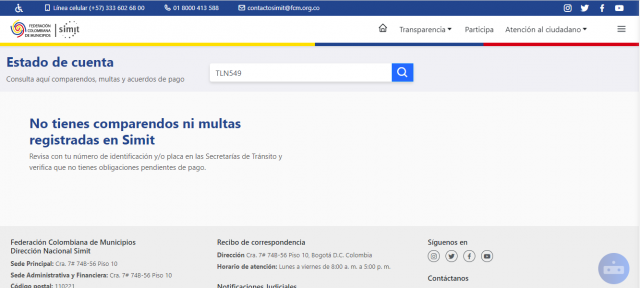 Línea celular (+57) 333 602 68 00
01 8000 413 588
contactosimit@fcm.org.co
FEDERACIÓN
COLOMBIANA
DE MUNICIPIOS
simit
Transparencia
Participa
Atención al ciudadano
Estado de cuenta
Consulta aquí comparendos, multas y acuerdos de pago
TLN549
No tienes comparendos ni multas
registradas en Simit
Revisa con tu número de identificación y/o placa en las Secretarías de Tránsito y
verifica que no tienes obligaciones pendientes de pago.
Federación Colombiana de Municipios
Dirección Nacional Simit
Sede Principal: Cra. 7# 74B-56 Piso 10
Sede Administrativa y Financiera: Cra. 7# 74B-56 Piso 10
Código postal: 110221
Recibo de correspondencia
Dirección Cra. 7# 74B-56 Piso 10, Bogotá D.C, Colombia
Horario de atención: Lunes a viernes de 8:00 a. m. a 5:00 p. m.
Notificaciones Judiciales
Síguenos en
Contáctanos